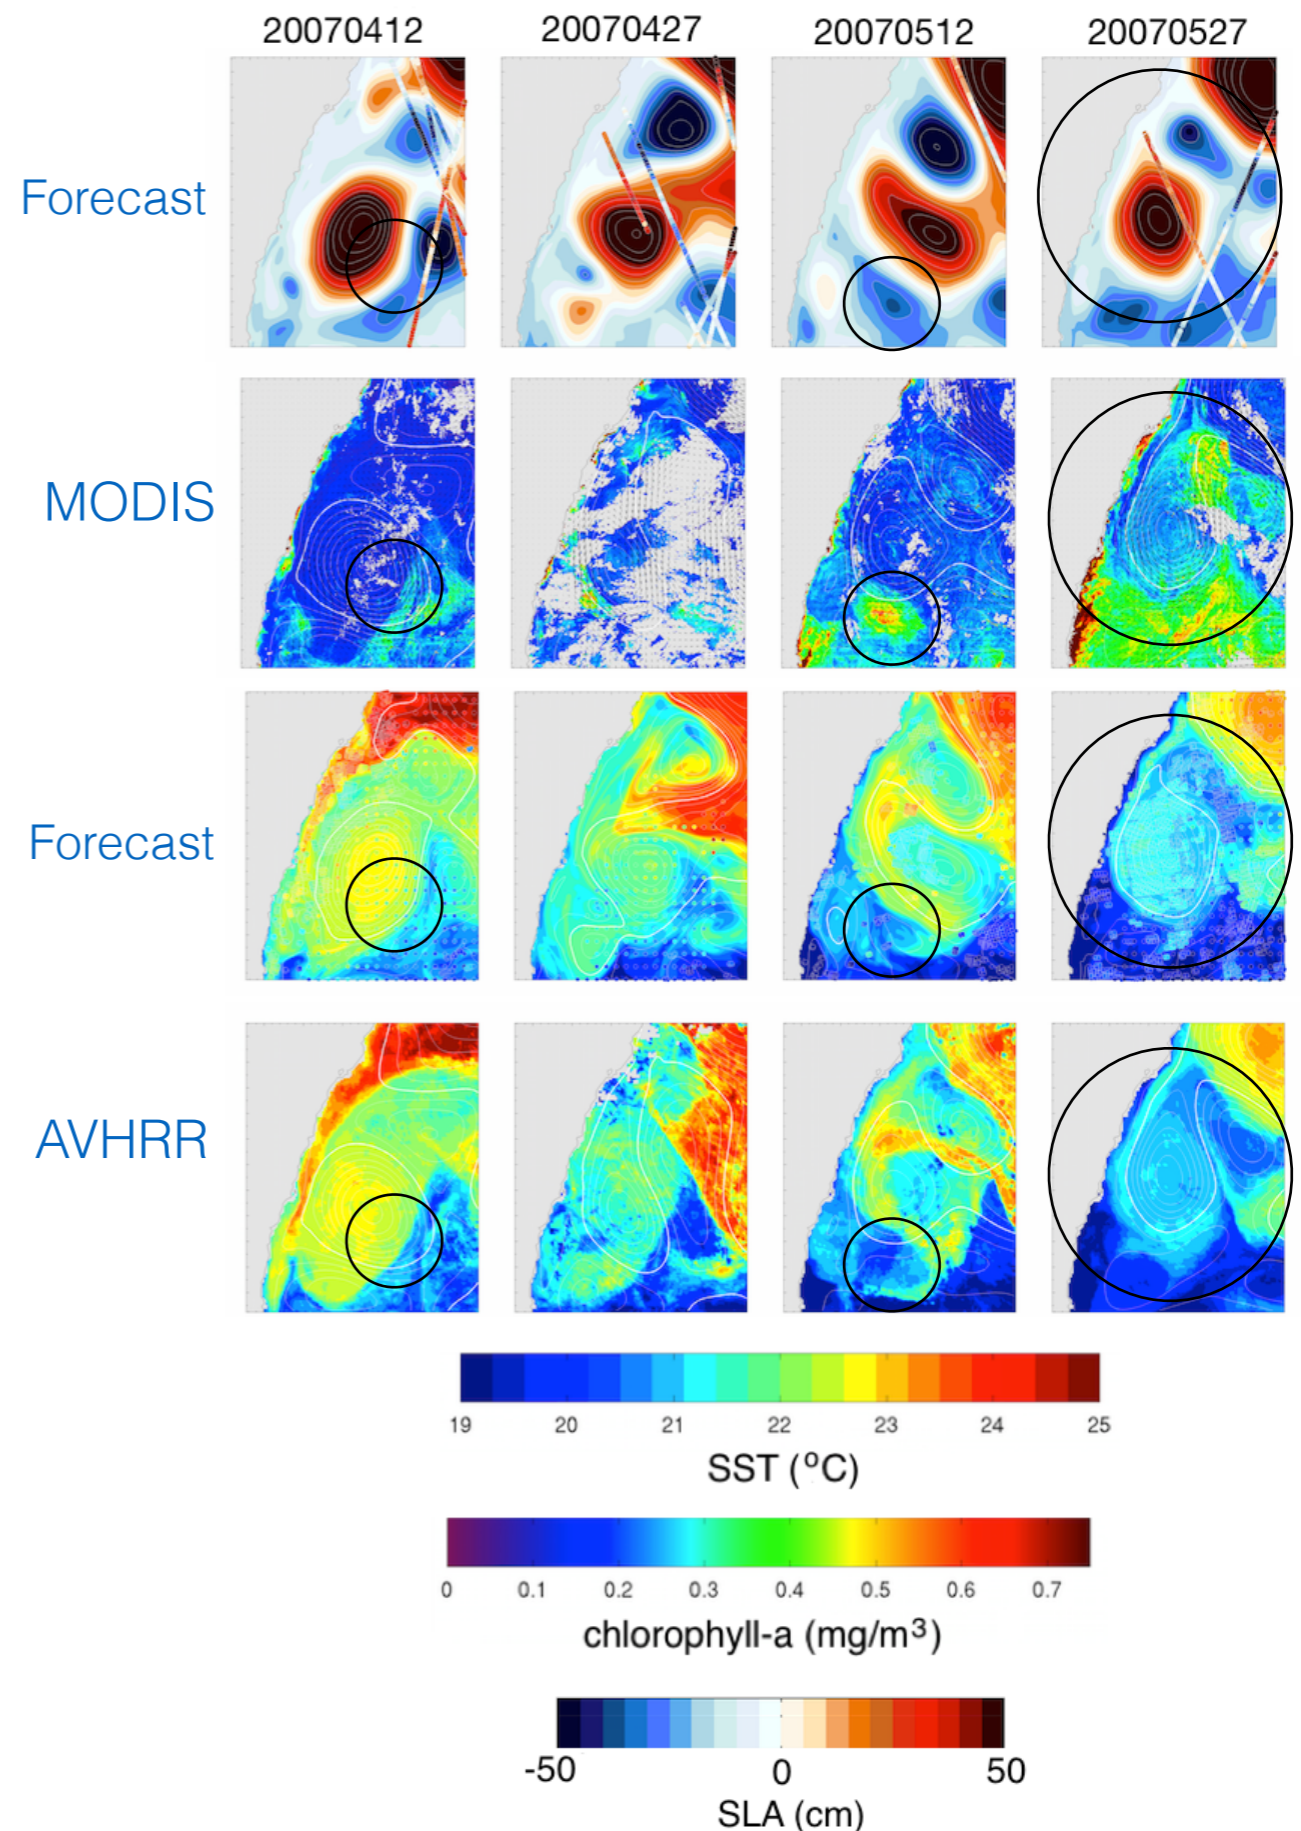 20070412 20070427 20070512 20070527
Forecast
MODIS
Forecast
AVHRR
19 20 21 22 23 24 25
SST (ºC)
0 0.1 0.2 0.3 0.4 0.5 0.6 0.7
chlorophyll-a (mg/m³)
-50 0 50
SLA (cm)